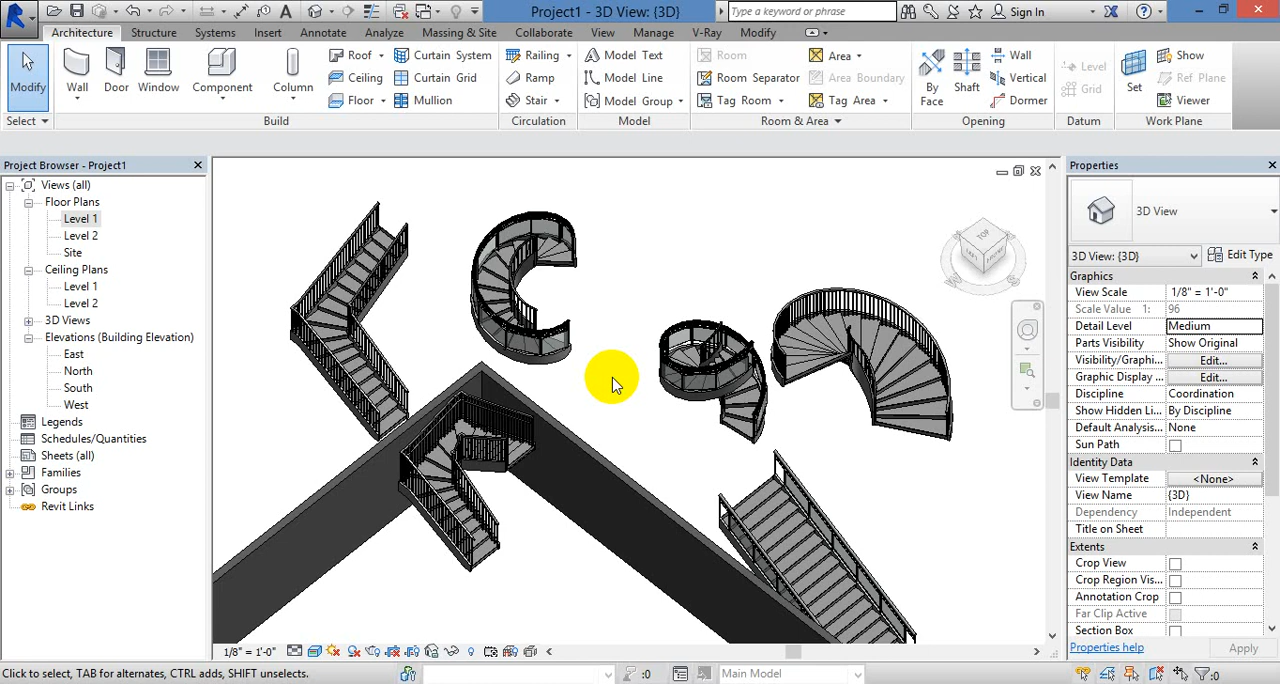 Project1 - 3D View: {3D}
Type a keyword or phrase
Sign In
Architecture Structure Systems Insert Annotate Analyze Massing & Site Collaborate View Manage V-Ray Modify
Modify Wall Door Window Component Column
Roof Curtain System
Ceiling Curtain Grid
Floor Mullion
Railing
Ramp
Stair
Model Text
Model Line
Model Group
Room
Room Separator
Tag Room
Area
Area Boundary
Tag Area
By Face
Shaft
Wall
Vertical
Dormer
Level
Grid
Set
Show
Ref Plane
Viewer
Select Build Circulation Model Room & Area Opening Datum Work Plane
Project Browser - Project1
Views (all)
Floor Plans
Level 1
Level 2
Site
Ceiling Plans
Level 1
Level 2
3D Views
Elevations (Building Elevation)
East
North
South
West
Legends
Schedules/Quantities
Sheets (all)
Families
Groups
Revit Links
TOP
LEFT FRONT
W S
Properties
3D View
3D View: {3D} Edit Type
Graphics
View Scale 1/8" = 1'-0"
Scale Value 1: 96
Detail Level Medium
Parts Visibility Show Original
Visibility/Graphi... Edit...
Graphic Display ... Edit...
Discipline Coordination
Show Hidden Li... By Discipline
Default Analysis... None
Sun Path
Identity Data
View Template <None>
View Name {3D}
Dependency Independent
Title on Sheet
Extents
Crop View
Crop Region Vis...
Annotation Crop
Far Clip Active
Section Box
Properties help Apply
1/8" = 1'-0"
Click to select, TAB for alternates, CTRL adds, SHIFT unselects.
:0
Main Model
:0